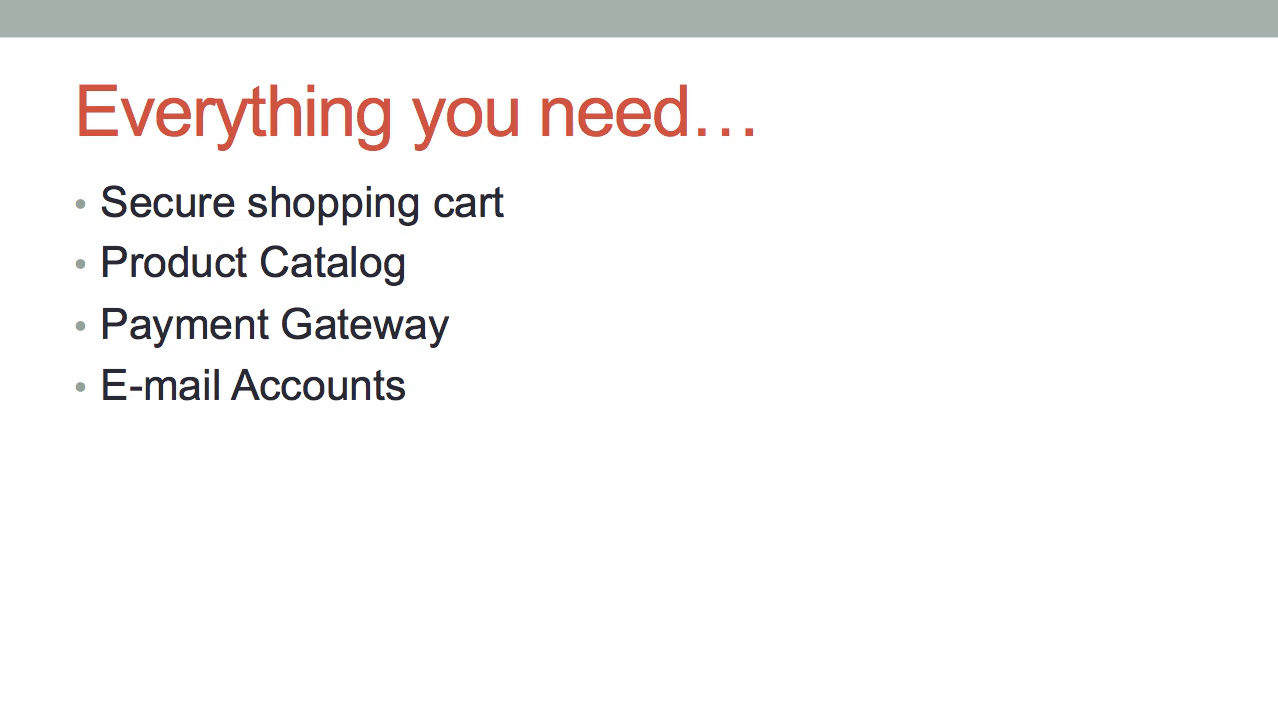 Everything you need…
• Secure shopping cart
• Product Catalog
• Payment Gateway
• E-mail Accounts